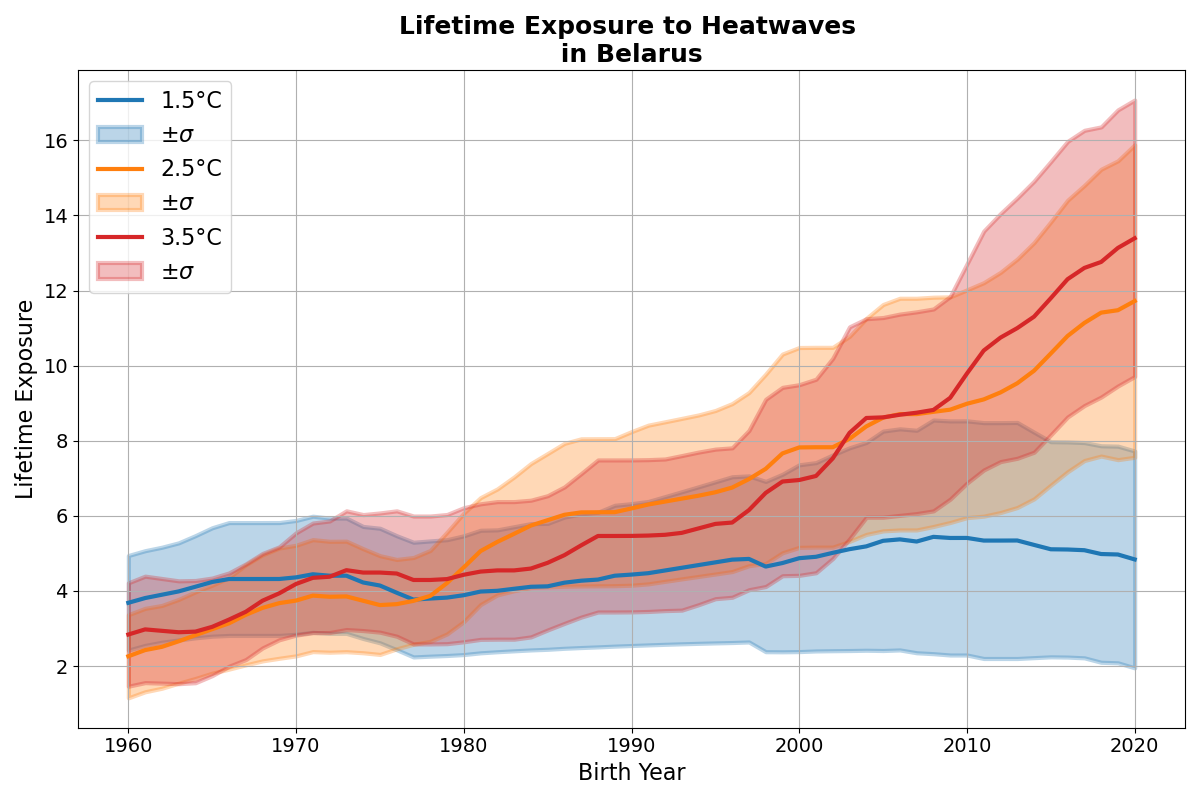 Lifetime Exposure to Heatwaves
in Belarus
1.5°C
±σ
2.5°C
±σ
3.5°C
±σ
Lifetime Exposure
16
14
12
10
8
6
4
2
1960 1970 1980 1990 2000 2010 2020
Birth Year